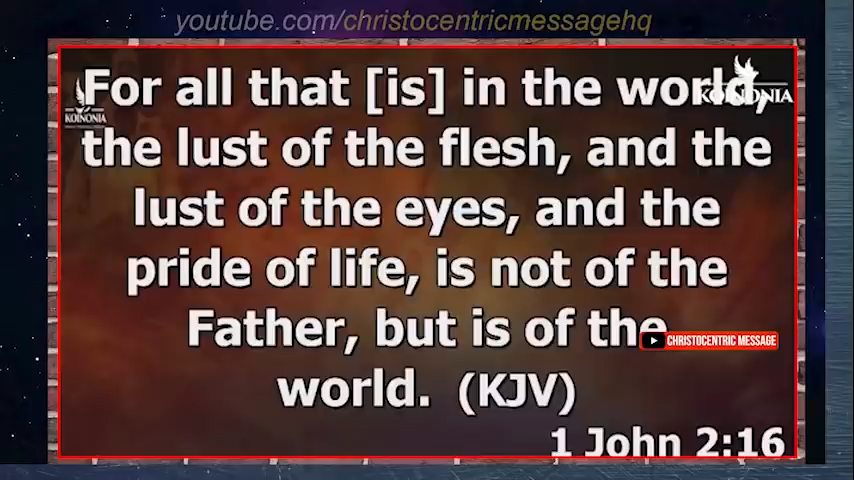 youtube.com/christocentricmessagehq
KOINONIA
KOINONIA
For all that [is] in the world,
the lust of the flesh, and the
lust of the eyes, and the
pride of life, is not of the
Father, but is of the
CHRISTOCENTRIC MESSAGE
world. (KJV)
1 John 2:16